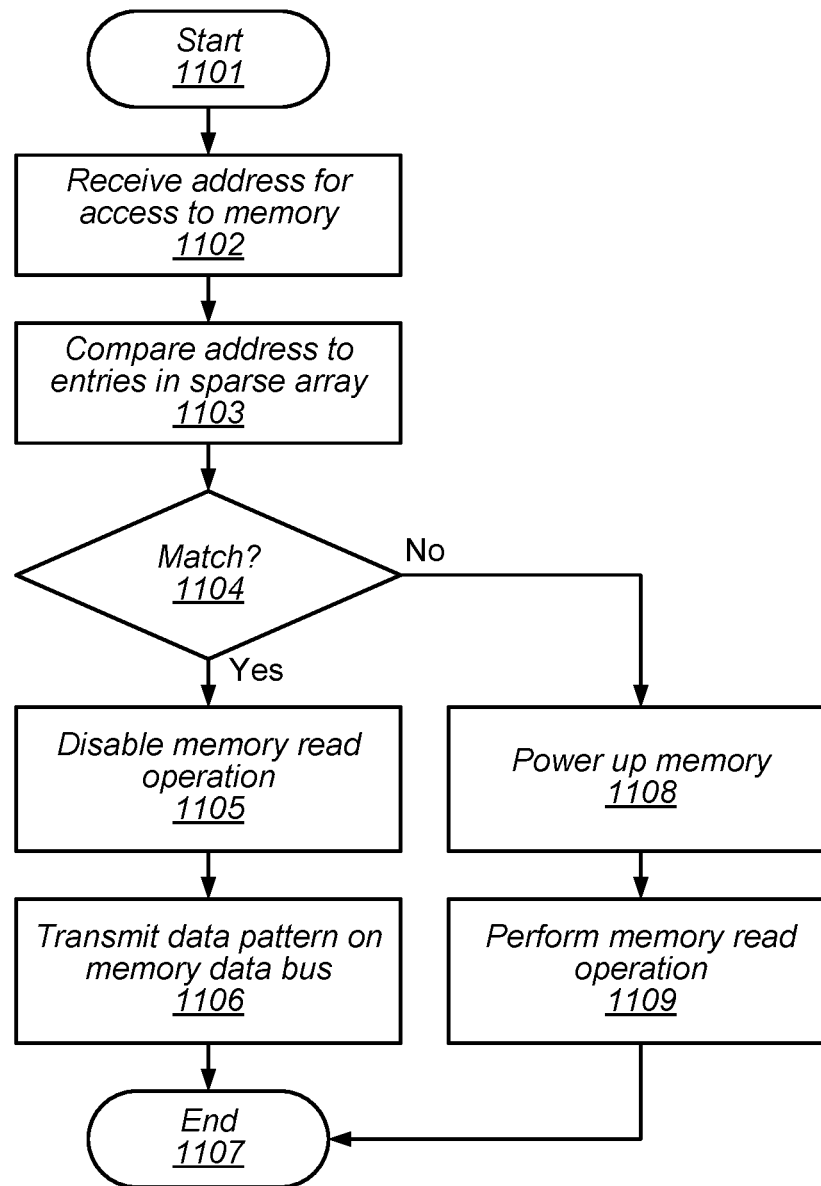 Start
1101
Receive address for
access to memory
1102
Compare address to
entries in sparse array
1103
Match?
1104
No
Yes
Disable memory read
operation
1105
Power up memory
1108
Transmit data pattern on
memory data bus
1106
Perform memory read
operation
1109
End
1107